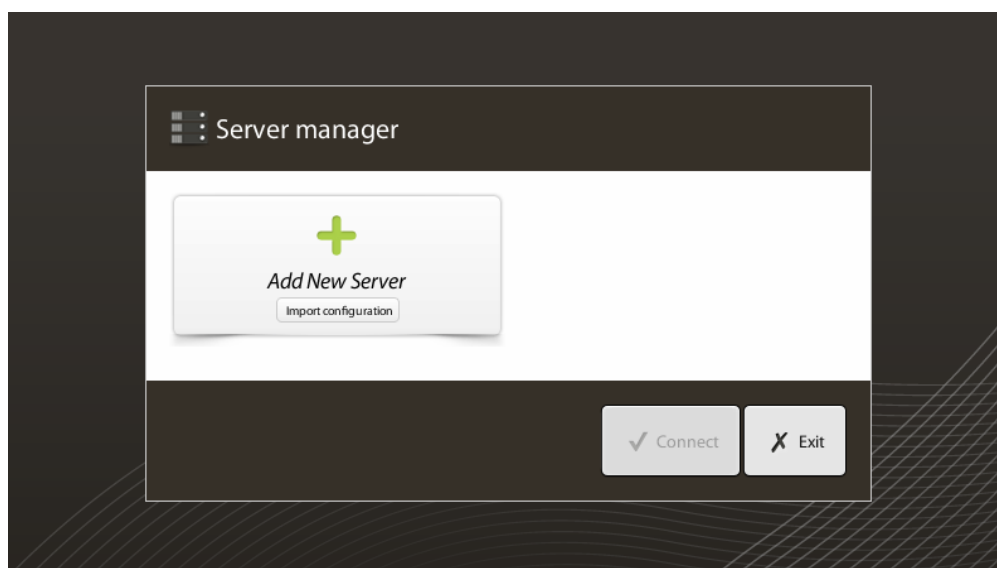 Server manager
Add New Server
Import configuration
Connect
Exit